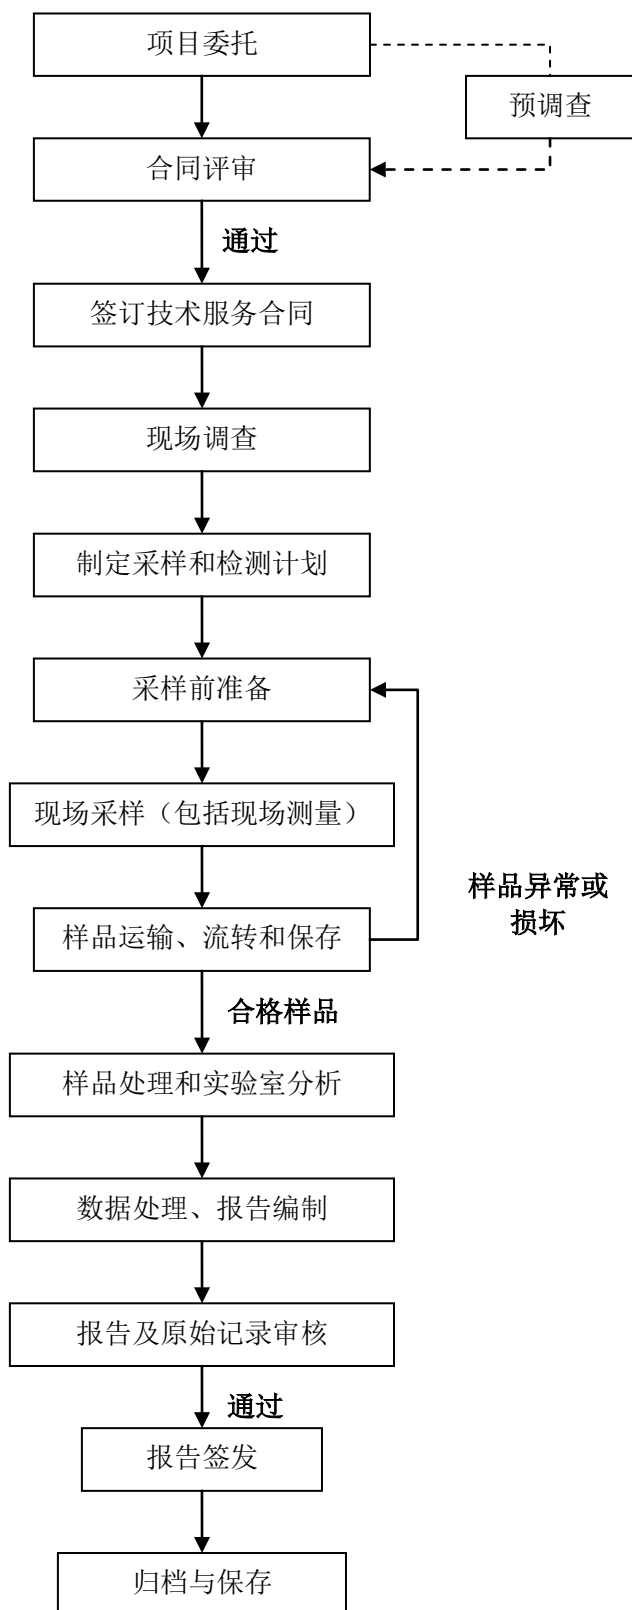 项目委托
预调查
合同评审
通过
签订技术服务合同
现场调查
制定采样和检测计划
采样前准备
现场采样（包括现场测量）
样品异常或
损坏
样品运输、流转和保存
合格样品
样品处理和实验室分析
数据处理、报告编制
报告及原始记录审核
通过
报告签发
归档与保存